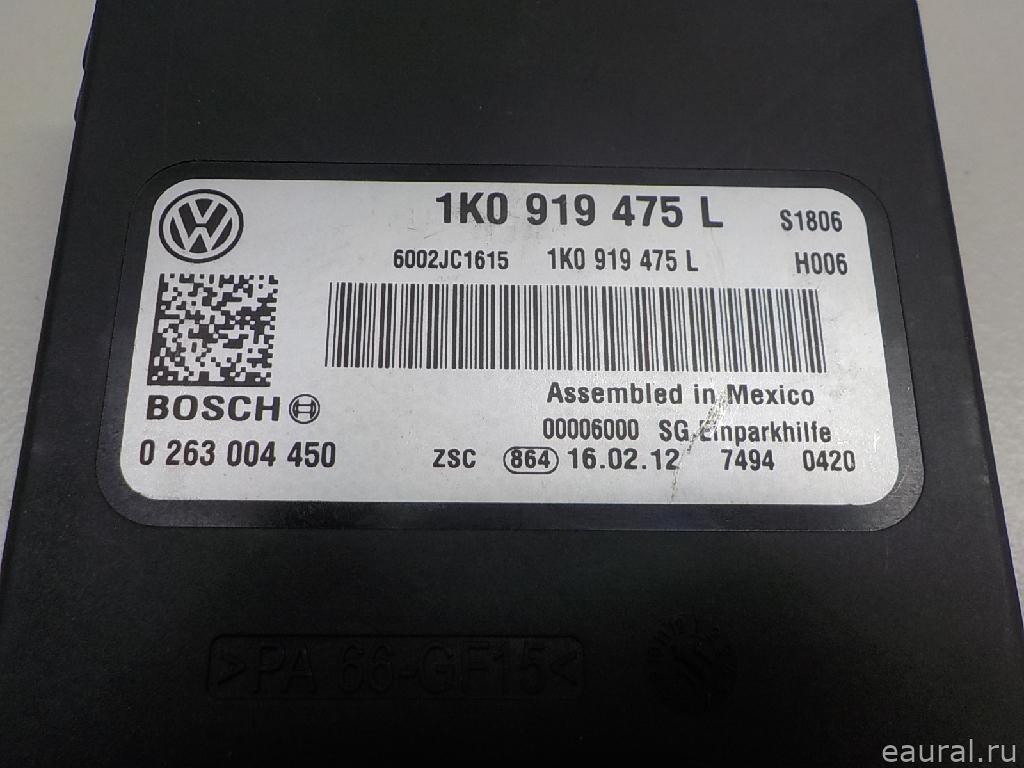 1K0 919 475 L
S1806
6002JC1615 1K0 919 475 L
H006
Assembled in Mexico
BOSCH
00006000 SG Einparkhilfe
0 263 004 450
ZSC 864 16.02.12 7494 0420
>PA 66-GF15<
eaural.ru